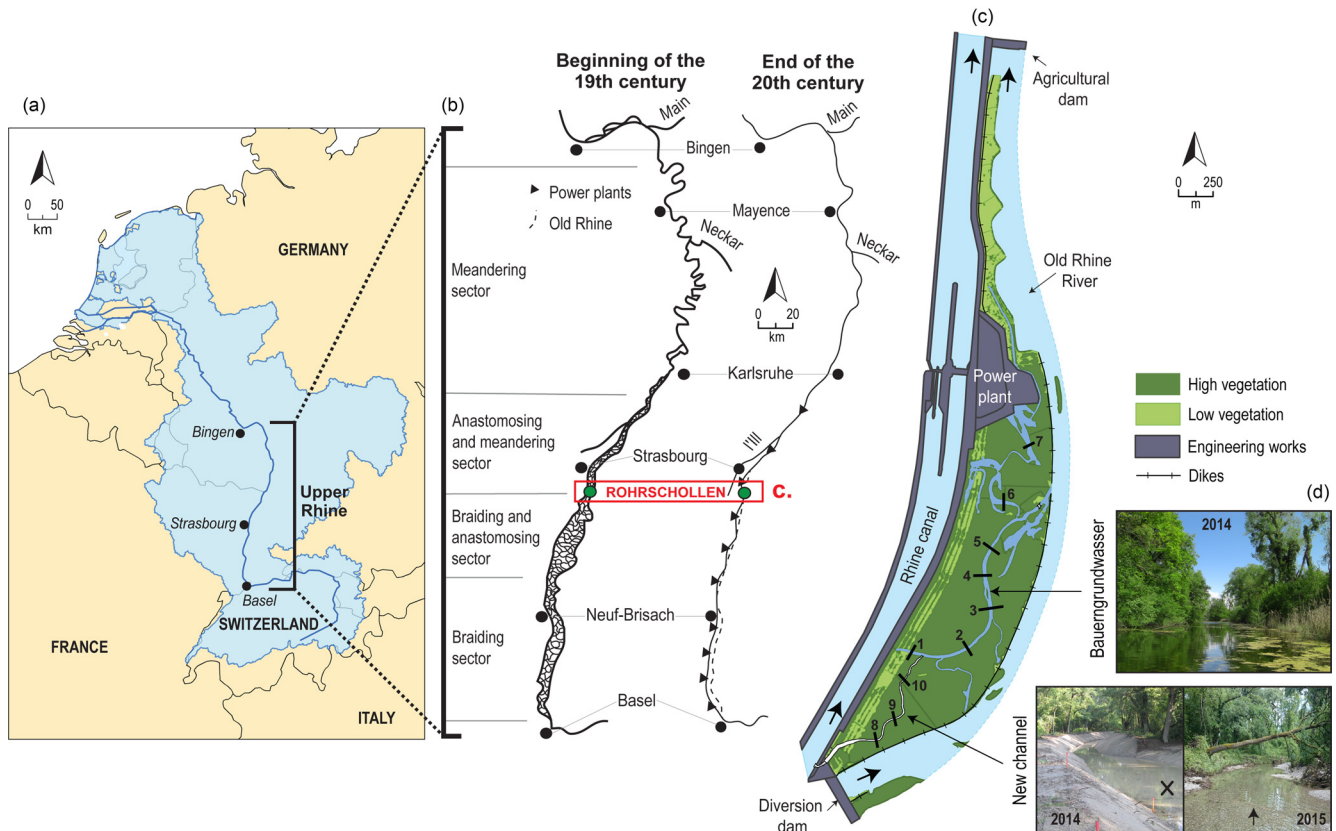 (a)
0 50
km
GERMANY
Bingen
Upper
Rhine
Strasbourg
Basel
SWITZERLAND
FRANCE
ITALY
(b)
Beginning of the
19th century
End of the
20th century
Main
Main
Bingen
Power plants
Old Rhine
Mayence
Neckar
Neckar
Meandering
sector
0 20
km
Karlsruhe
Anastomosing
and meandering
sector
l'Ill
Strasbourg
ROHRSCHOLLEN
C.
Braiding and
anastomosing
sector
Neuf-Brisach
Braiding
sector
Basel
(c)
Agricultural
dam
0 250
m
Old Rhine
River
Power
plant
High vegetation
Low vegetation
Engineering works
Dikes
Rhine canal
7
6
5
4
3
2
1
10
9
8
Diversion
dam
Bauerngrundwasser
New channel
(d)
2014
2014
X
2015